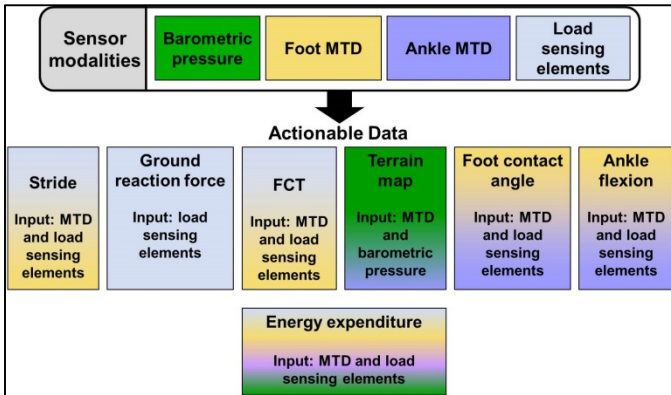 Sensor
modalities
Barometric
pressure
Foot MTD
Ankle MTD
Load
sensing
elements
Actionable Data
Stride
Input: MTD
and load
sensing
elements
Ground
reaction force
Input: load
sensing
elements
FCT
Input: MTD
and load
sensing
elements
Terrain
map
Input: MTD
and
barometric
pressure
Foot contact
angle
Input: MTD
and load
sensing
elements
Ankle
flexion
Input: MTD
and load
sensing
elements
Energy expenditure
Input: MTD and load
sensing elements